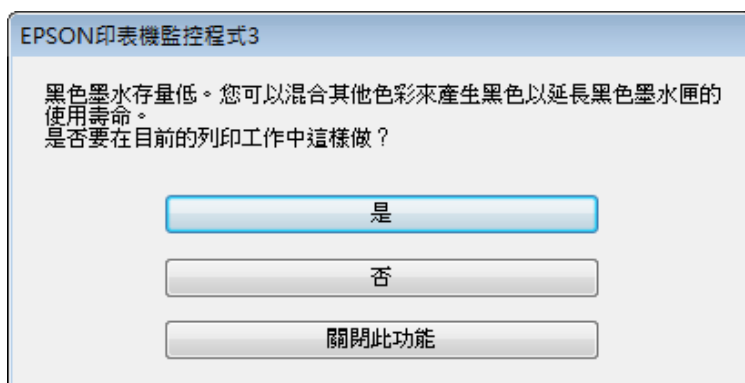 EPSON印表機監控程式3
黑色墨水存量低。您可以混合其他色彩來產生黑色以延長黑色墨水匣的
使用壽命。
是否要在目前的列印工作中這樣做？
是
否
關閉此功能